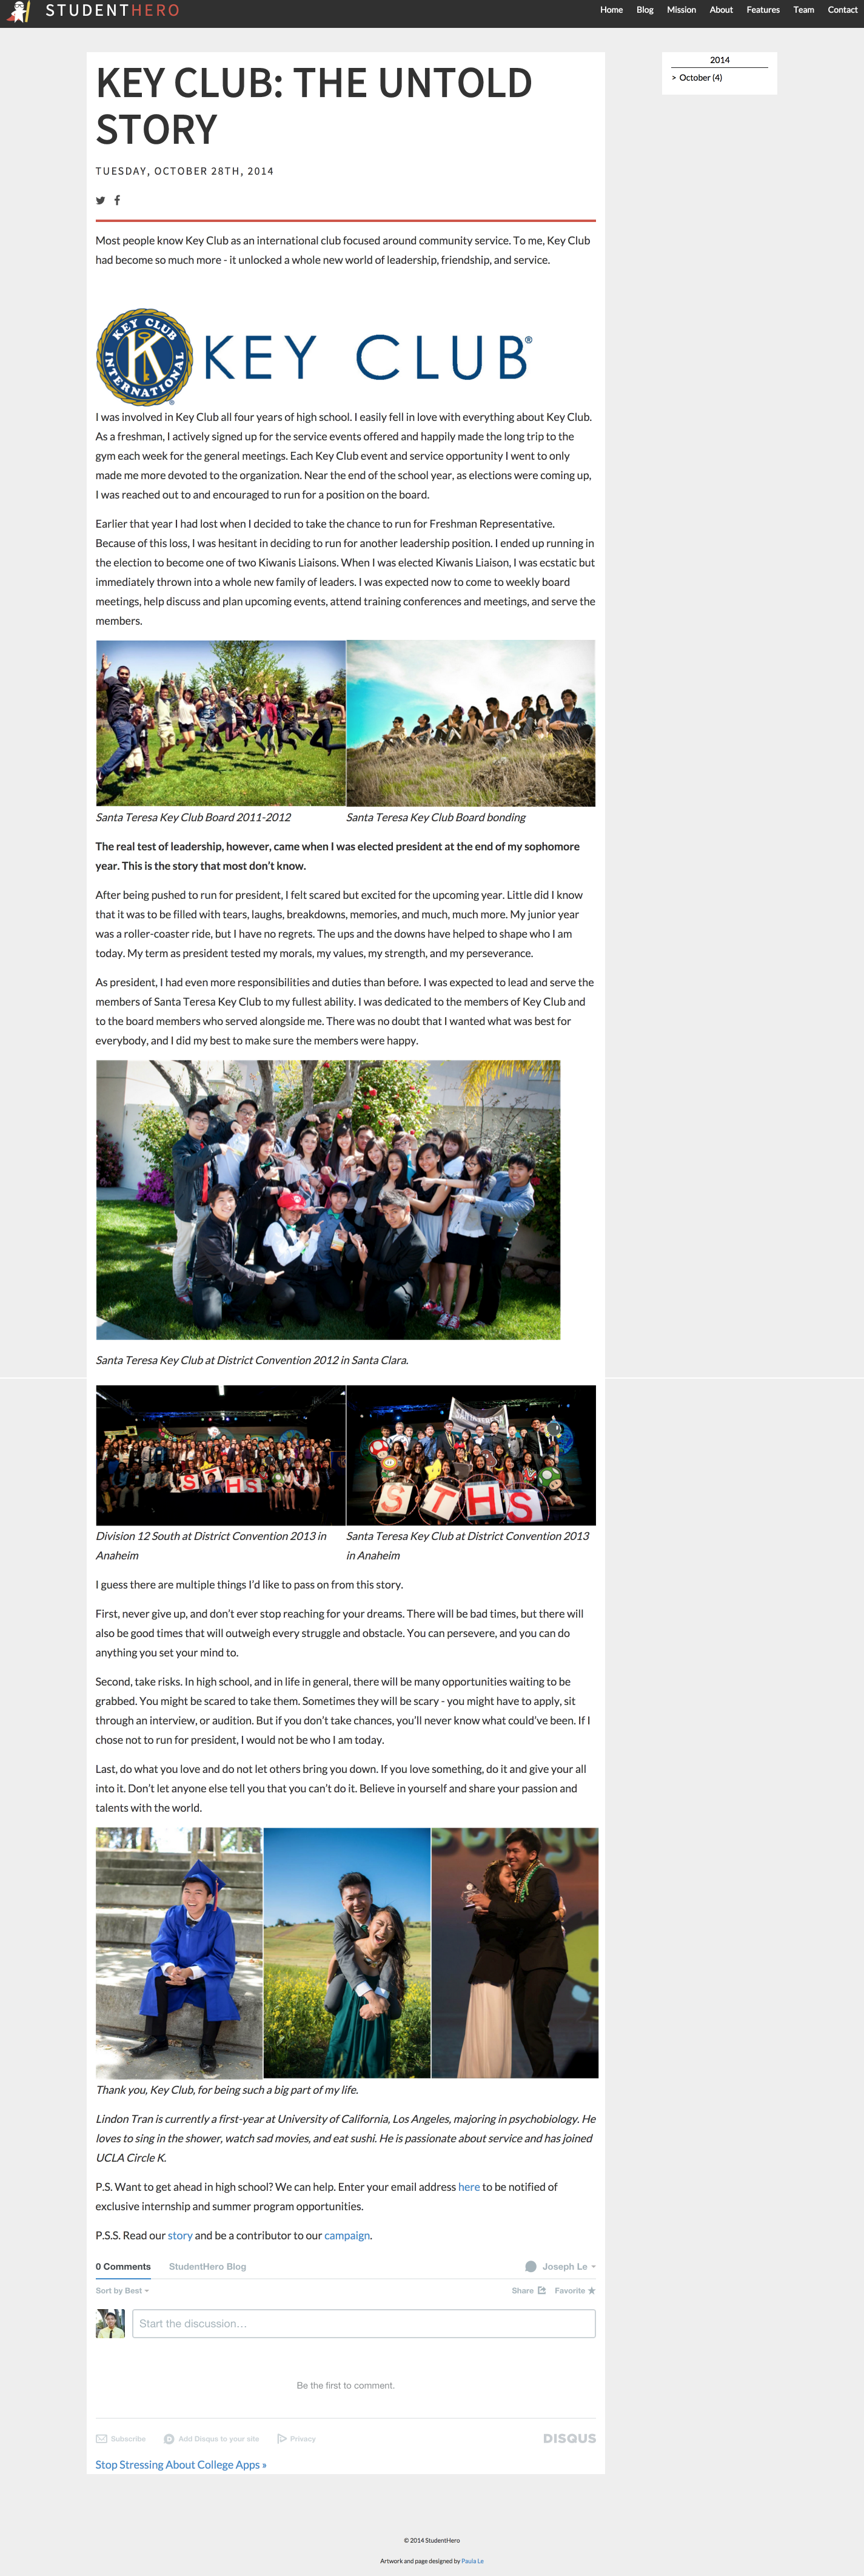 STUDENTHERO
Home Blog Mission About Features Team Contact
2014
> October (4)
KEY CLUB: THE UNTOLD
STORY
TUESDAY, OCTOBER 28TH, 2014
Most people know Key Club as an international club focused around community service. To me, Key Club
had become so much more - it unlocked a whole new world of leadership, friendship, and service.
KEY CLUB
INTERNATIONAL
K
®
KEY CLUB®
I was involved in Key Club all four years of high school. I easily fell in love with everything about Key Club.
As a freshman, I actively signed up for the service events offered and happily made the long trip to the
gym each week for the general meetings. Each Key Club event and service opportunity I went to only
made me more devoted to the organization. Near the end of the school year, as elections were coming up,
I was reached out to and encouraged to run for a position on the board.
Earlier that year I had lost when I decided to take the chance to run for Freshman Representative.
Because of this loss, I was hesitant in deciding to run for another leadership position. I ended up running in
the election to become one of two Kiwanis Liaisons. When I was elected Kiwanis Liaison, I was ecstatic but
immediately thrown into a whole new family of leaders. I was expected now to come to weekly board
meetings, help discuss and plan upcoming events, attend training conferences and meetings, and serve the
members.
Santa Teresa Key Club Board 2011-2012
Santa Teresa Key Club Board bonding
The real test of leadership, however, came when I was elected president at the end of my sophomore
year. This is the story that most don't know.
After being pushed to run for president, I felt scared but excited for the upcoming year. Little did I know
that it was to be filled with tears, laughs, breakdowns, memories, and much, much more. My junior year
was a roller-coaster ride, but I have no regrets. The ups and the downs have helped to shape who I am
today. My term as president tested my morals, my values, my strength, and my perseverance.
As president, I had even more responsibilities and duties than before. I was expected to lead and serve the
members of Santa Teresa Key Club to my fullest ability. I was dedicated to the members of Key Club and
to the board members who served alongside me. There was no doubt that I wanted what was best for
everybody, and I did my best to make sure the members were happy.
Santa Teresa Key Club at District Convention 2012 in Santa Clara.
S T H S
SANTA TERESA
STHS
Division 12 South at District Convention 2013 in
Anaheim
Santa Teresa Key Club at District Convention 2013
in Anaheim
I guess there are multiple things I'd like to pass on from this story.
First, never give up, and don't ever stop reaching for your dreams. There will be bad times, but there will
also be good times that will outweigh every struggle and obstacle. You can persevere, and you can do
anything you set your mind to.
Second, take risks. In high school, and in life in general, there will be many opportunities waiting to be
grabbed. You might be scared to take them. Sometimes they will be scary - you might have to apply, sit
through an interview, or audition. But if you don't take chances, you'll never know what could've been. If I
chose not to run for president, I would not be who I am today.
Last, do what you love and do not let others bring you down. If you love something, do it and give your all
into it. Don't let anyone else tell you that you can't do it. Believe in yourself and share your passion and
talents with the world.
Thank you, Key Club, for being such a big part of my life.
Lindon Tran is currently a first-year at University of California, Los Angeles, majoring in psychobiology. He
loves to sing in the shower, watch sad movies, and eat sushi. He is passionate about service and has joined
UCLA Circle K.
P.S. Want to get ahead in high school? We can help. Enter your email address here to be notified of
exclusive internship and summer program opportunities.
P.S.S. Read our story and be a contributor to our campaign.
0 Comments StudentHero Blog Joseph Le
Sort by Best Share Favorite
Start the discussion...
Be the first to comment.
Subscribe Add Disqus to your site Privacy DISQUS
Stop Stressing About College Apps »
© 2014 StudentHero
Artwork and page designed by Paula Le